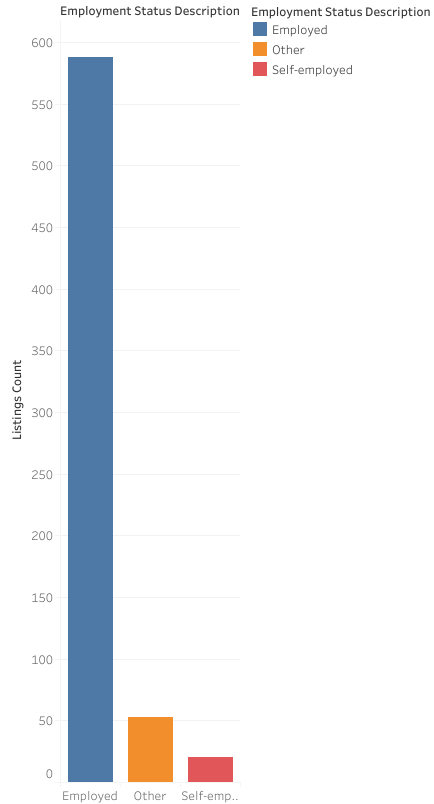 Employment Status Description
Employment Status Description
Employed
Other
Self-employed
600
550
500
450
400
350
300
250
200
150
100
50
0
Listings Count
Employed
Other
Self-emp..